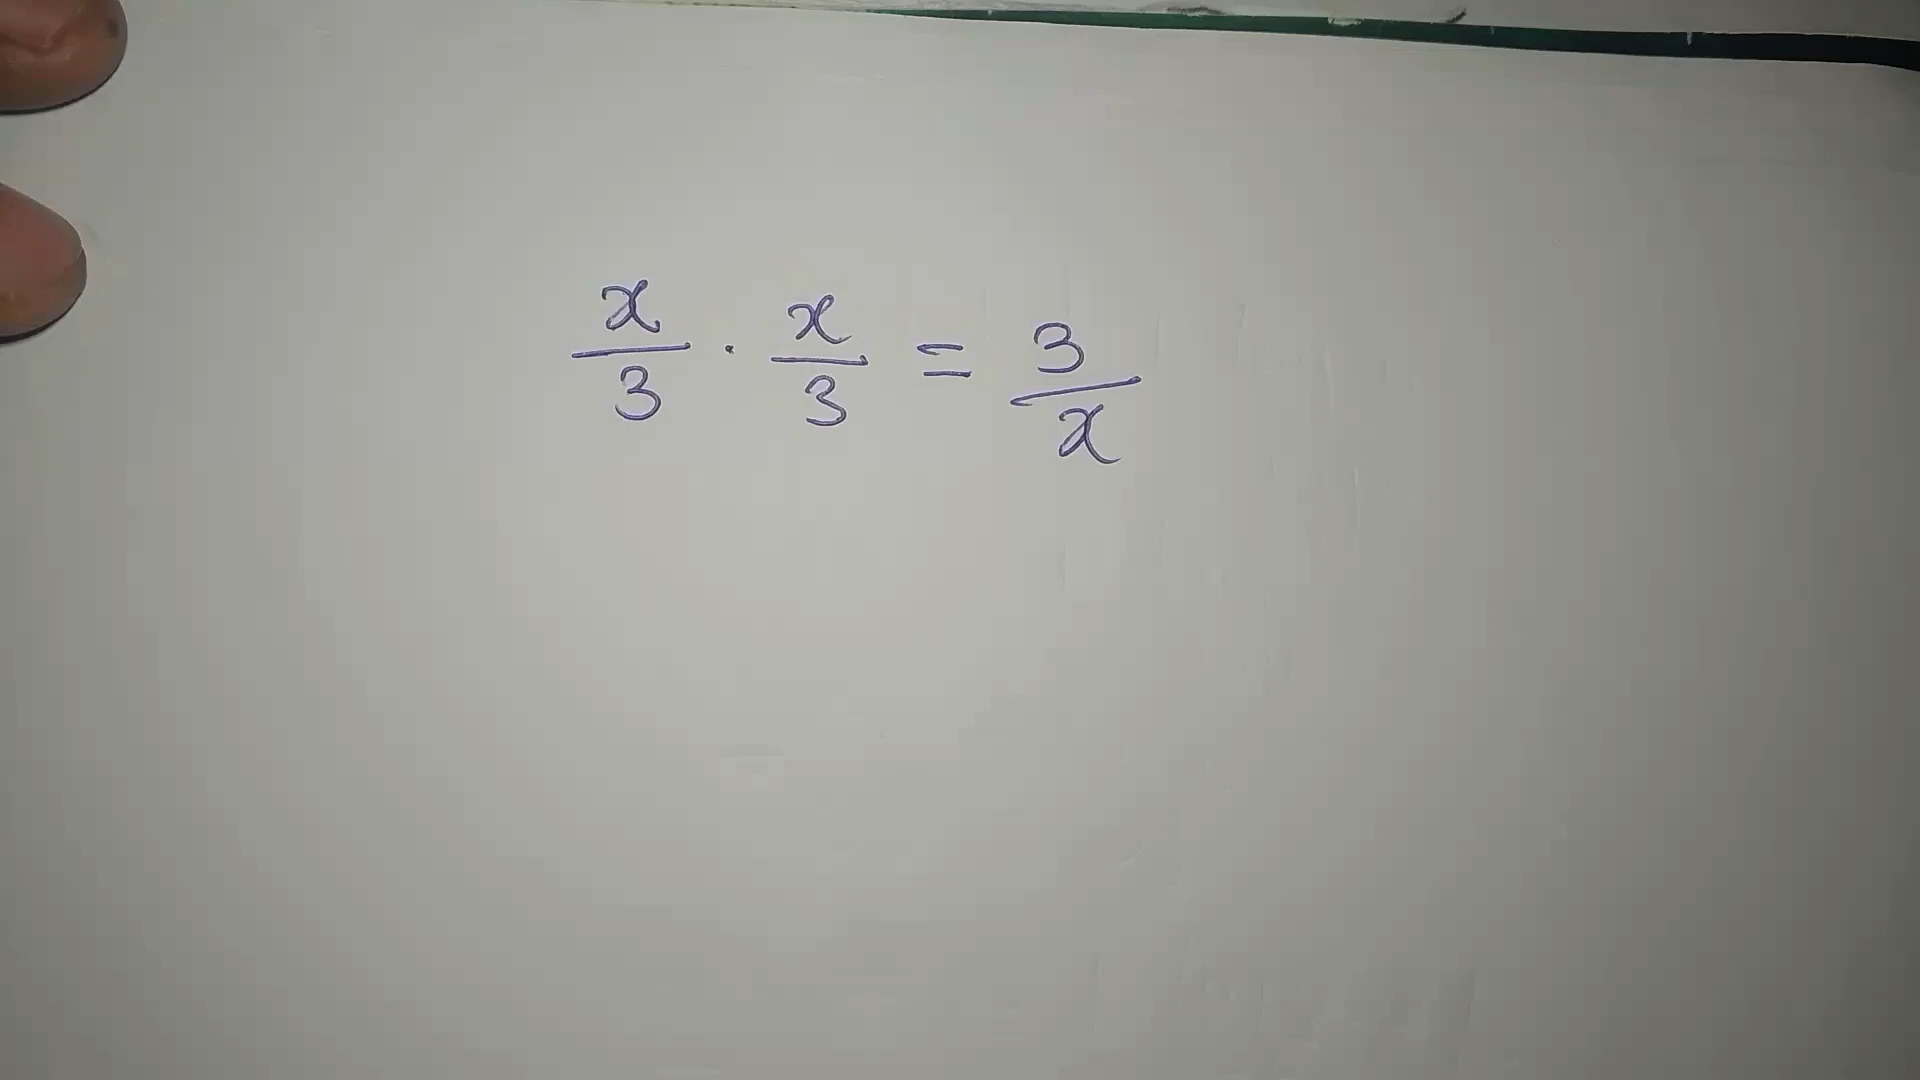 x/3 · x/3 = 3/x